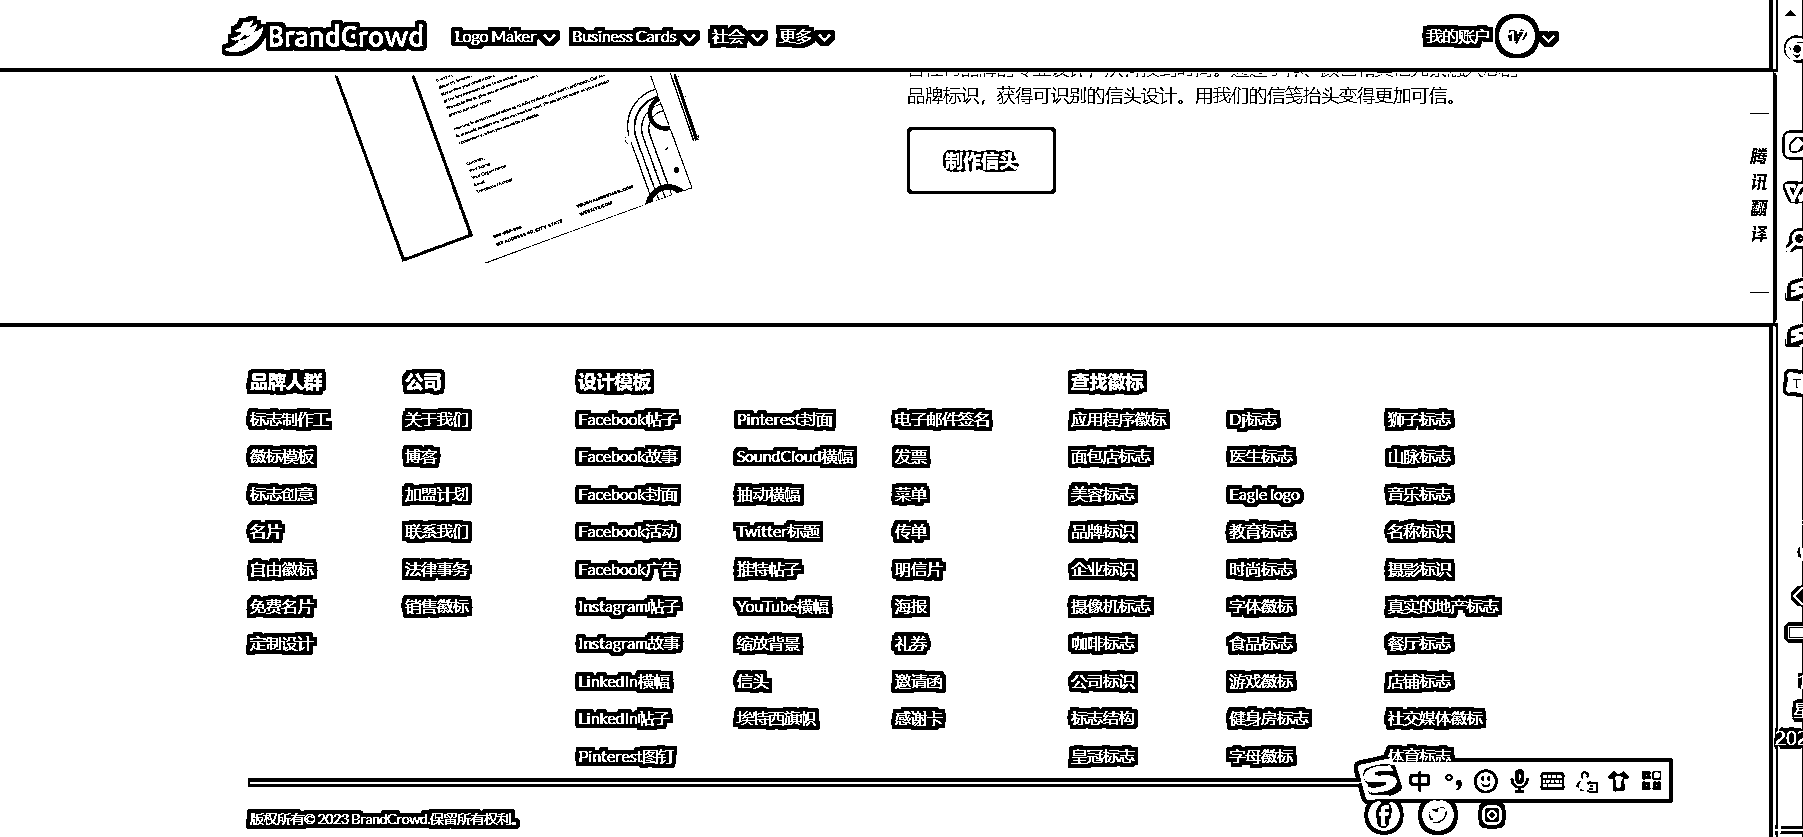 BrandCrowd Logo Maker Business Cards 社会 更多 我的账户
品牌标识，获得可识别的信头设计。用我们的信笺抬头变得更加可信。
制作信头
腾讯翻译
品牌人群 公司 设计模板 查找徽标
标志制作工 关于我们 Facebook帖子 Pinterest封面 电子邮件签名 应用程序徽标 Dj标志 狮子标志
徽标模板 博客 Facebook故事 SoundCloud横幅 发票 面包店标志 医生标志 山脉标志
标志创意 加盟计划 Facebook封面 抽动横幅 菜单 美容标志 Eagle logo 音乐标志
名片 联系我们 Facebook活动 Twitter标题 传单 品牌标识 教育标志 名称标识
自由徽标 法律事务 Facebook广告 推特帖子 明信片 企业标识 时尚标志 摄影标识
免费名片 销售徽标 Instagram帖子 YouTube横幅 海报 摄像机标志 字体徽标 真实的地产标志
定制设计 Instagram故事 缩放背景 礼券 咖啡标志 食品标志 餐厅标志
LinkedIn横幅 信头 邀请函 公司标识 游戏徽标 店铺标志
LinkedIn帖子 埃特西旗帜 感谢卡 标志结构 健身房标志 社交媒体徽标
Pinterest图钉 皇冠标志 字母徽标 体育标志
中
版权所有© 2023 BrandCrowd.保留所有权利。
202